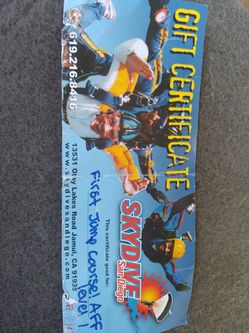 GIFT CERTIFICATE
SKYDIVE
San Diego
This certificate good for:
First Jump Course! AFF
level
619.216.8416
13531 Otay Lakes Road Jamul, CA 91935
www.skydivesandiego.com